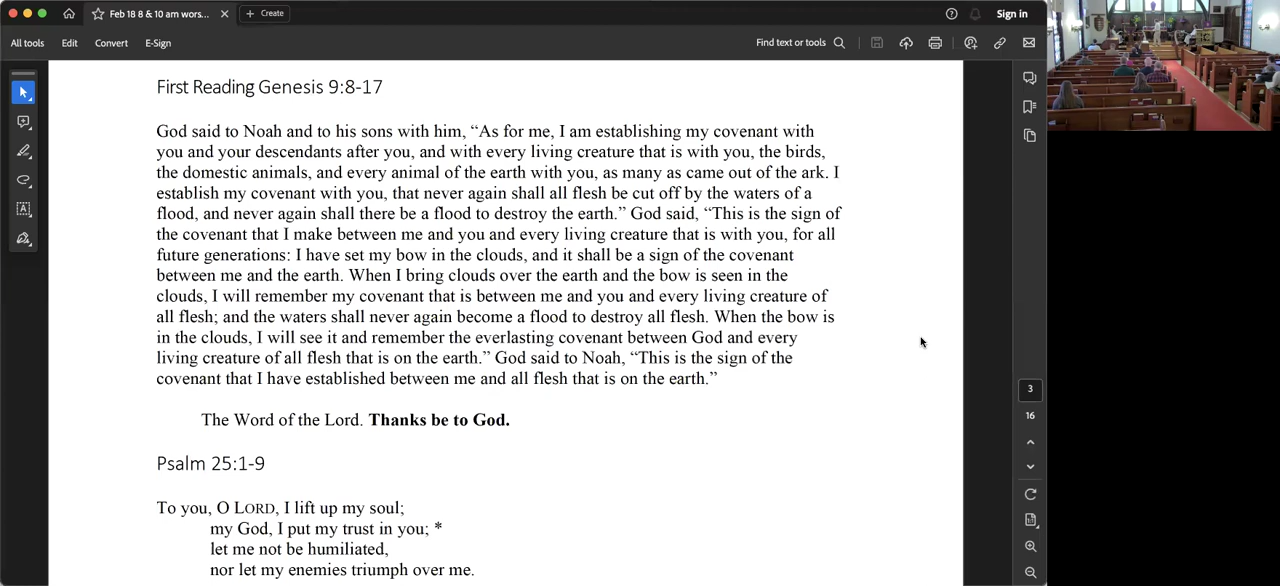 Feb 18 8 & 10 am wors...
Create
Sign in
All tools
Edit
Convert
E-Sign
Find text or tools
First Reading Genesis 9:8-17
God said to Noah and to his sons with him, “As for me, I am establishing my covenant with
you and your descendants after you, and with every living creature that is with you, the birds,
the domestic animals, and every animal of the earth with you, as many as came out of the ark. I
establish my covenant with you, that never again shall all flesh be cut off by the waters of a
flood, and never again shall there be a flood to destroy the earth.” God said, “This is the sign of
the covenant that I make between me and you and every living creature that is with you, for all
future generations: I have set my bow in the clouds, and it shall be a sign of the covenant
between me and the earth. When I bring clouds over the earth and the bow is seen in the
clouds, I will remember my covenant that is between me and you and every living creature of
all flesh; and the waters shall never again become a flood to destroy all flesh. When the bow is
in the clouds, I will see it and remember the everlasting covenant between God and every
living creature of all flesh that is on the earth.” God said to Noah, “This is the sign of the
covenant that I have established between me and all flesh that is on the earth.”
The Word of the Lord. Thanks be to God.
Psalm 25:1-9
To you, O LORD, I lift up my soul;
my God, I put my trust in you; *
let me not be humiliated,
nor let my enemies triumph over me.
3
16